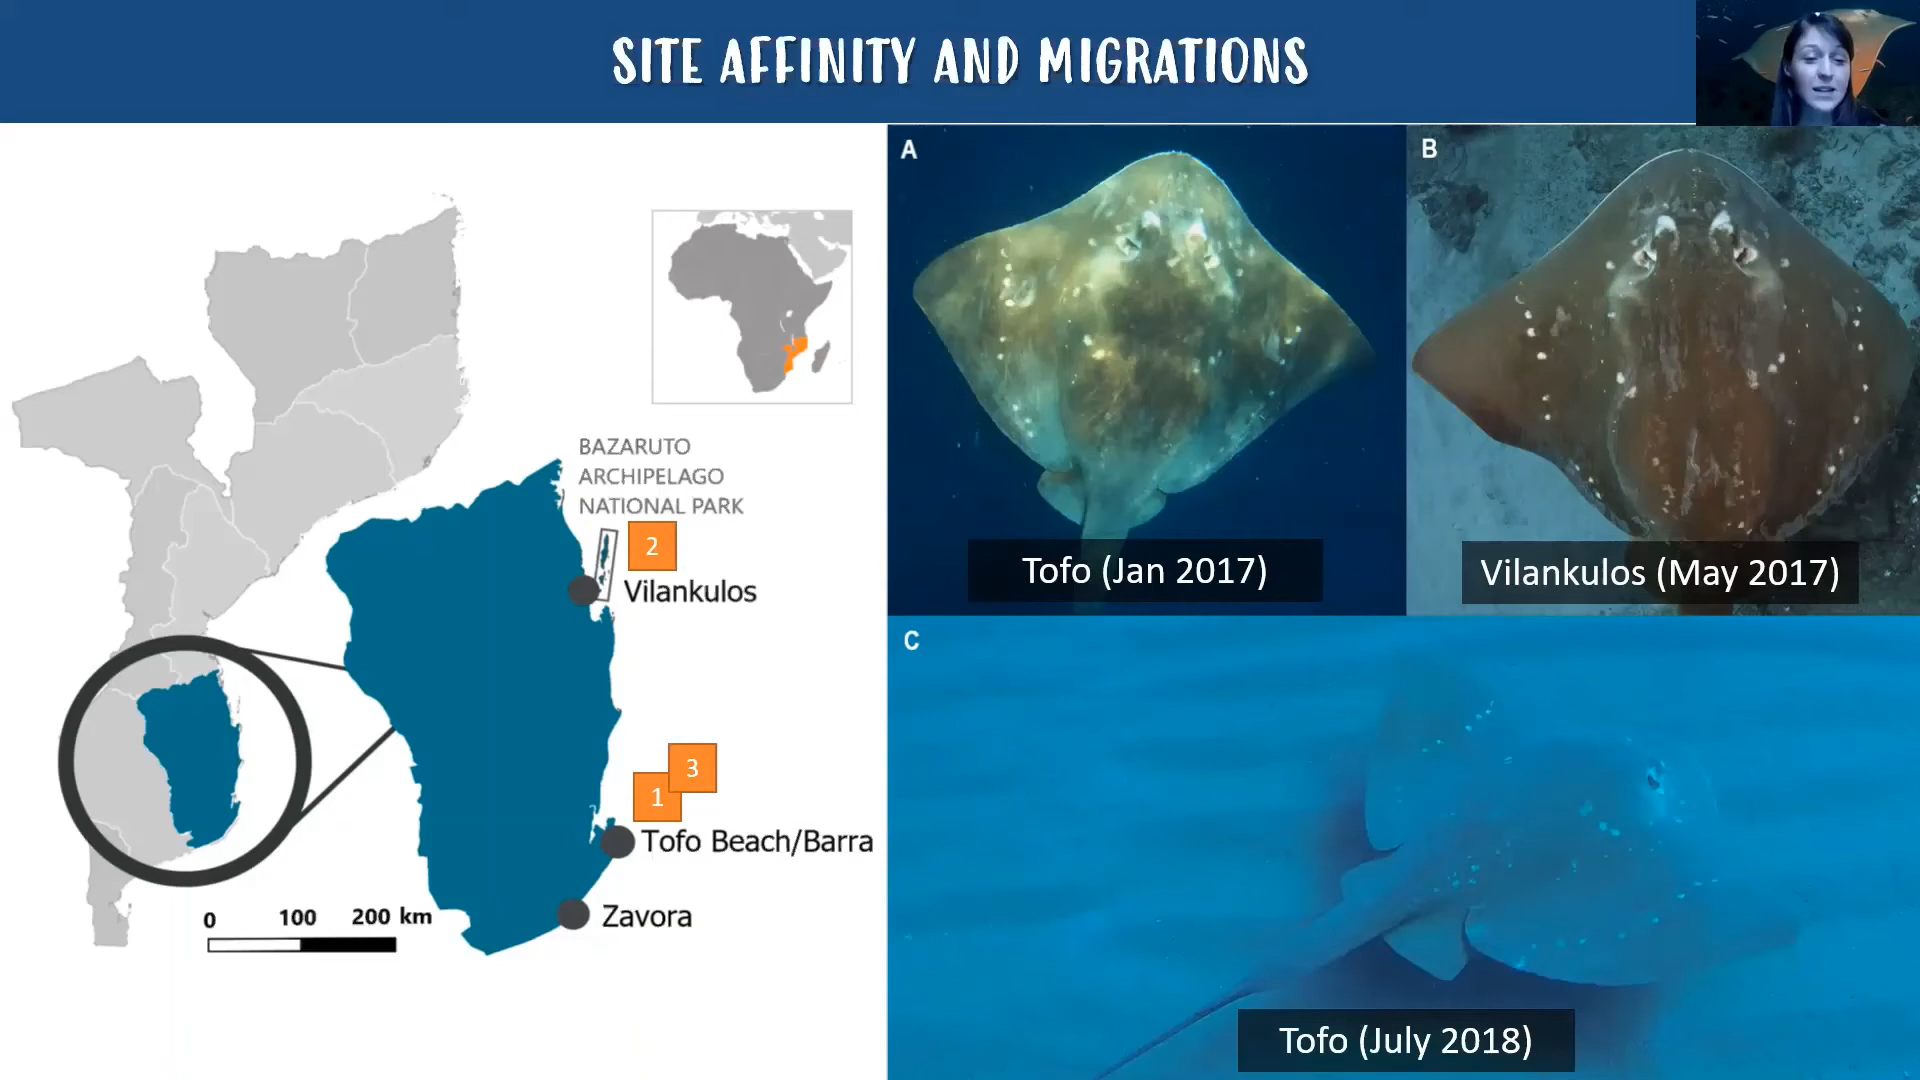 SITE AFFINITY AND MIGRATIONS
BAZARUTO
ARCHIPELAGO
NATIONAL PARK
2
Vilankulos
3
1
Tofo Beach/Barra
Zavora
0 100 200 km
A
Tofo (Jan 2017)
B
Vilankulos (May 2017)
C
Tofo (July 2018)